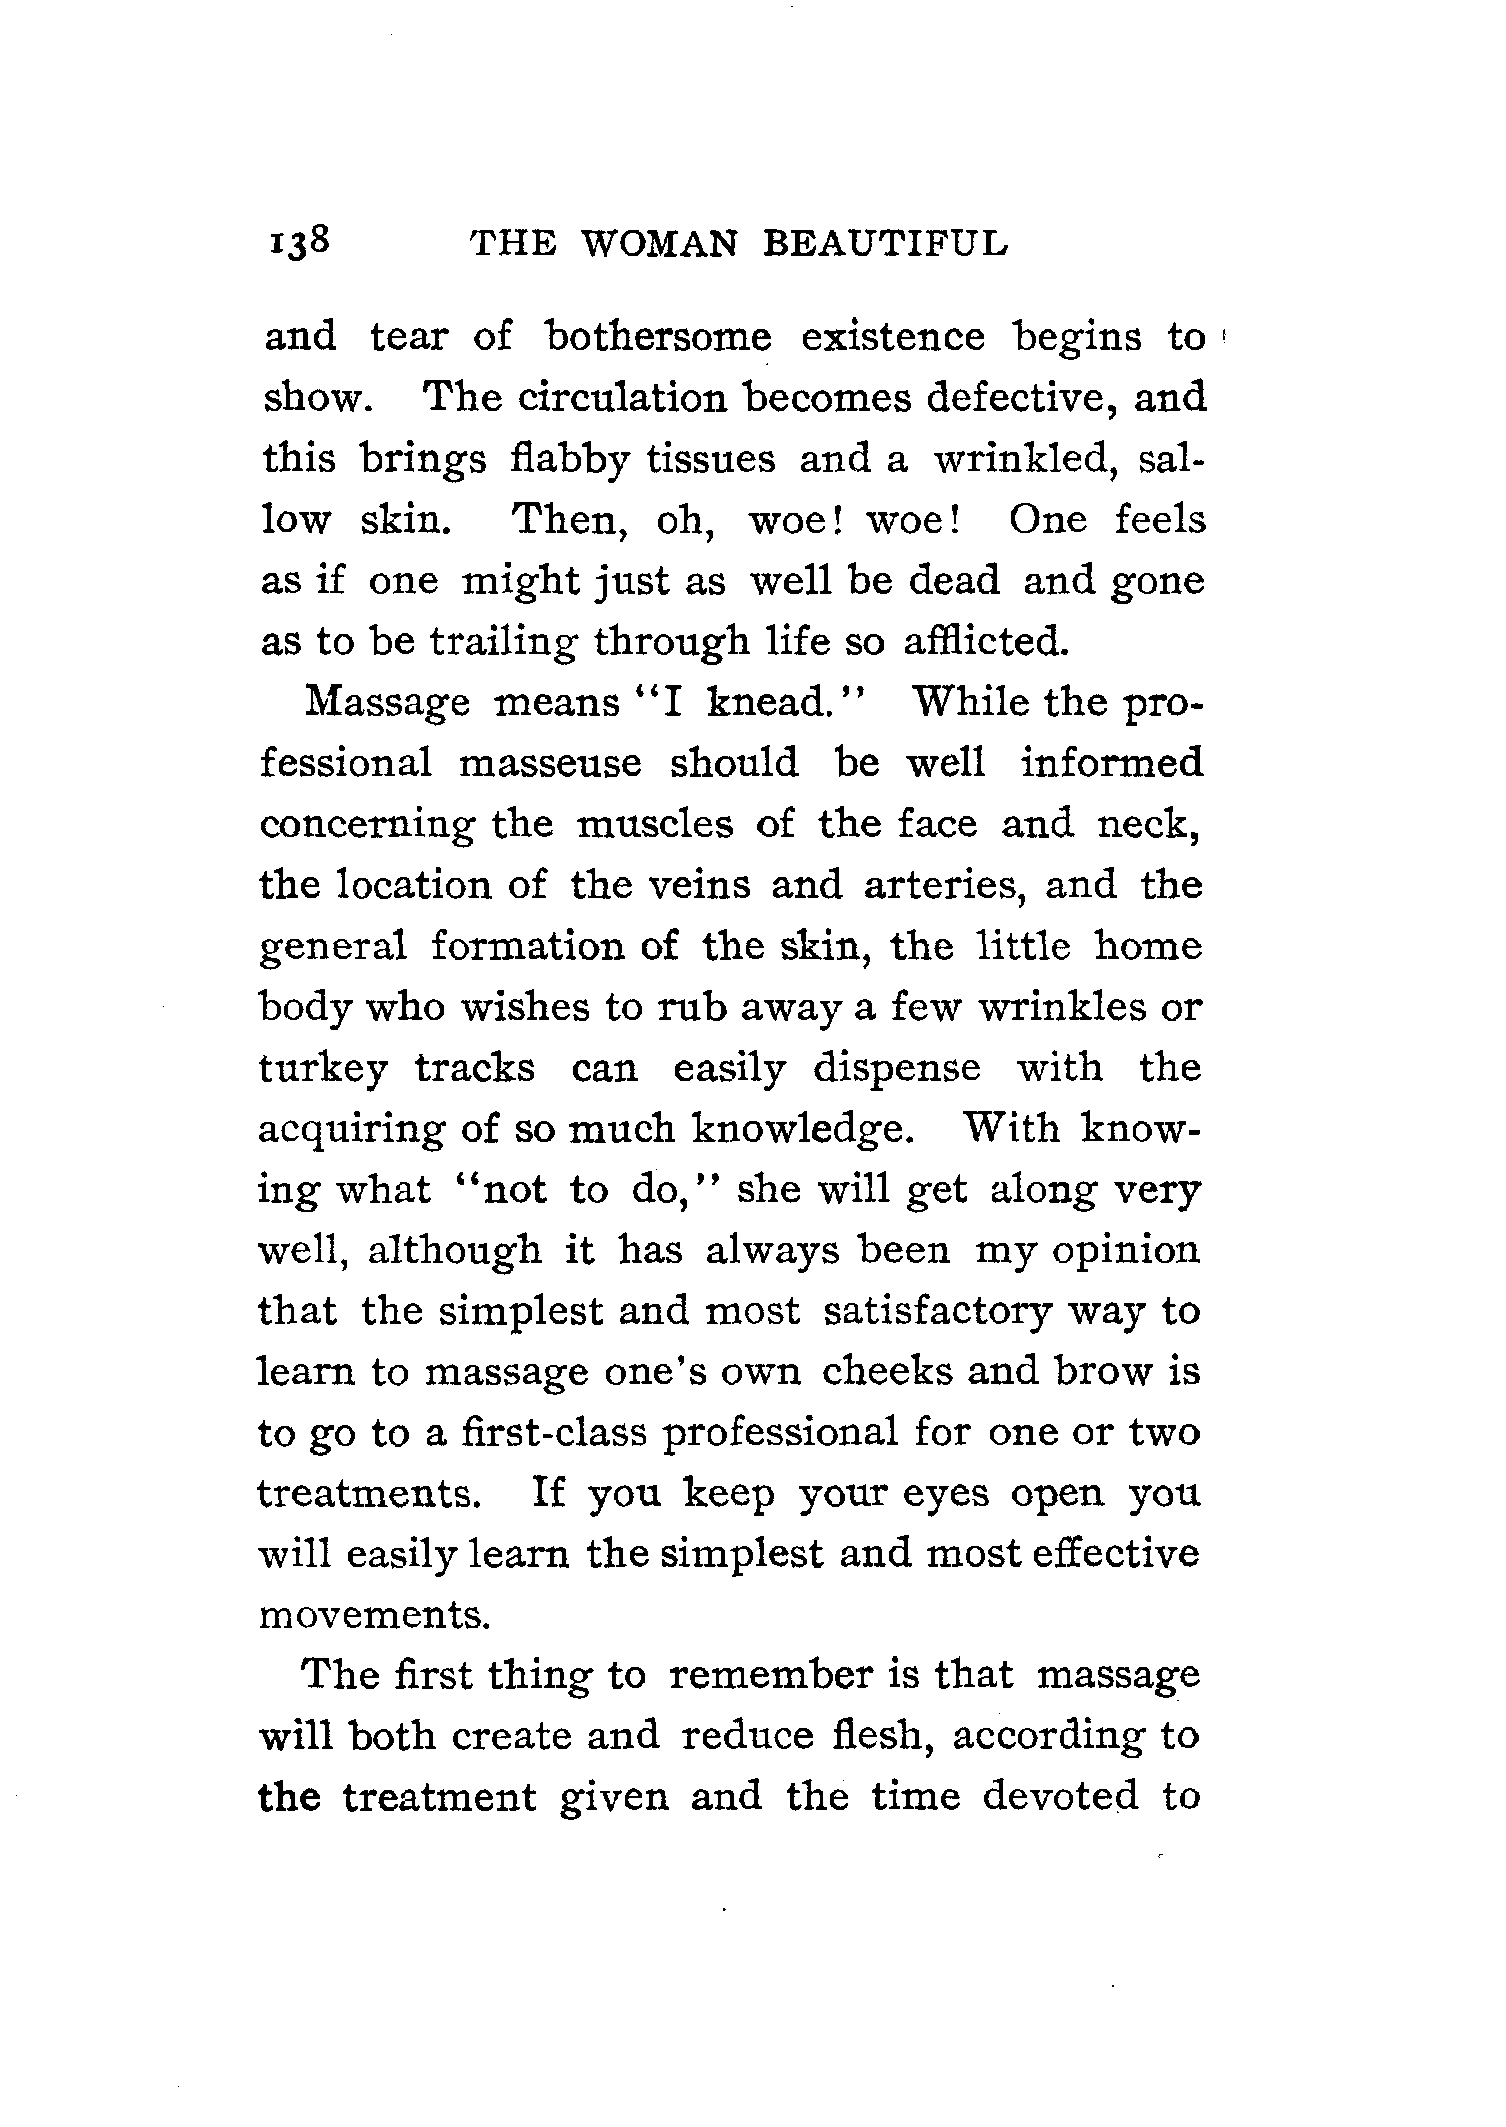 138 THE WOMAN BEAUTIFUL
and tear of bothersome existence begins to
show. The circulation becomes defective, and
this brings flabby tissues and a wrinkled, sal-
low skin. Then, oh, woe! woe! One feels
as if one might just as well be dead and gone
as to be trailing through life so afflicted.
Massage means "I knead." While the pro-
fessional masseuse should be well informed
concerning the muscles of the face and neck,
the location of the veins and arteries, and the
general formation of the skin, the little home
body who wishes to rub away a few wrinkles or
turkey tracks can easily dispense with the
acquiring of so much knowledge. With know-
ing what "not to do," she will get along very
well, although it has always been my opinion
that the simplest and most satisfactory way to
learn to massage one's own cheeks and brow is
to go to a first-class professional for one or two
treatments. If you keep your eyes open you
will easily learn the simplest and most effective
movements.
The first thing to remember is that massage
will both create and reduce flesh, according to
the treatment given and the time devoted to